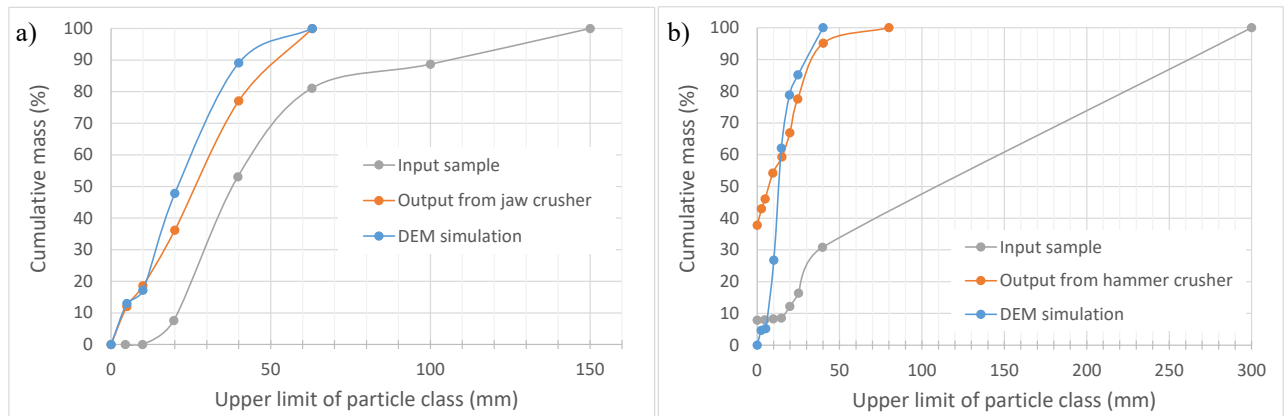 a)
100
90
80
70
60
50
40
30
20
10
0
Cumulative mass (%)
Input sample
Output from jaw crusher
DEM simulation
0 50 100 150
Upper limit of particle class (mm)
b)
100
90
80
70
60
50
40
30
20
10
0
Cumulative mass (%)
Input sample
Output from hammer crusher
DEM simulation
0 50 100 150 200 250 300
Upper limit of particle class (mm)